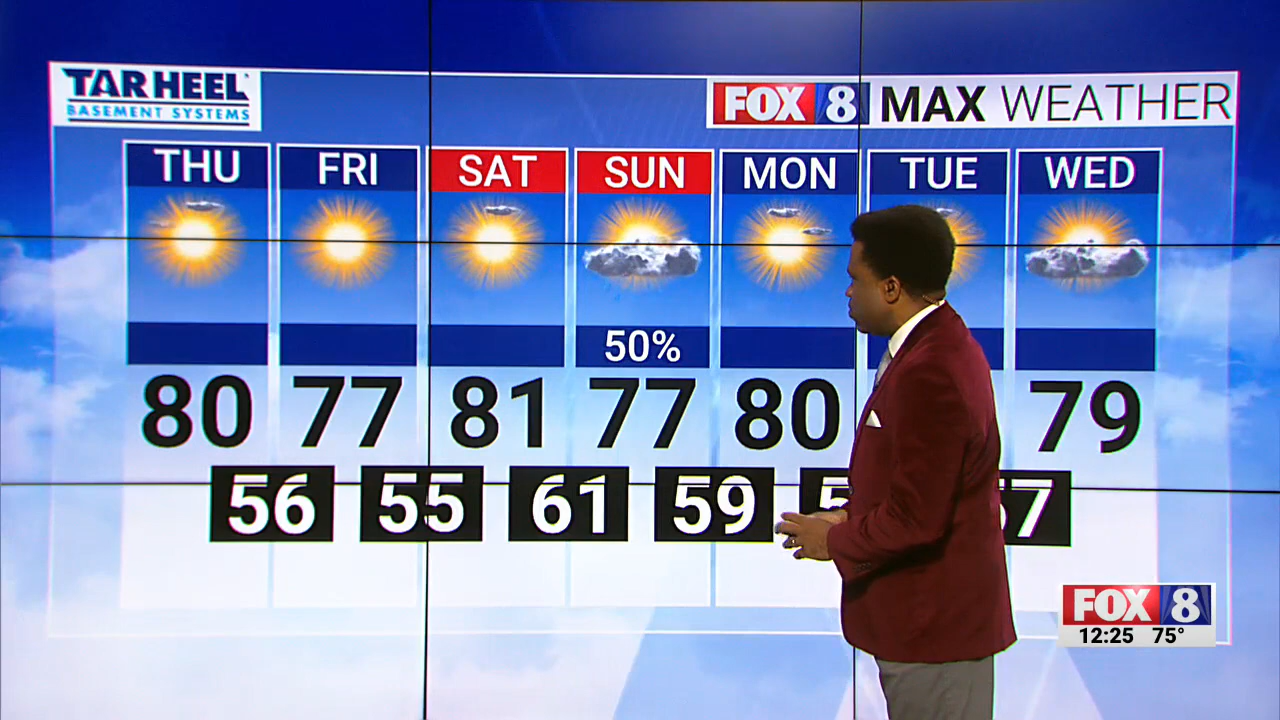 TAR HEEL
BASEMENT SYSTEMS
FOX 8 MAX WEATHER
THU FRI SAT SUN MON TUE WED
50%
80 77 81 77 80 79
56 55 61 59
FOX 8
12:25 75°